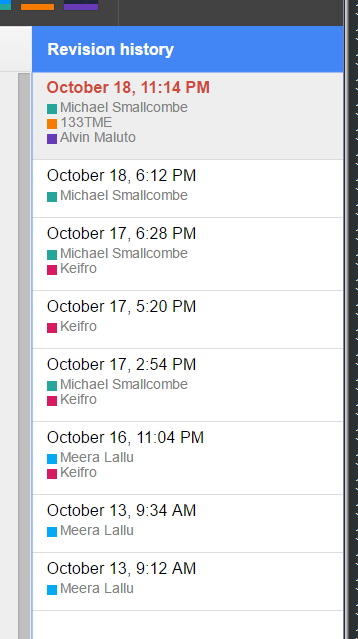 Revision history
October 18, 11:14 PM
Michael Smallcombe
133TME
Alvin Maluto
October 18, 6:12 PM
Michael Smallcombe
October 17, 6:28 PM
Michael Smallcombe
Keifro
October 17, 5:20 PM
Keifro
October 17, 2:54 PM
Michael Smallcombe
Keifro
October 16, 11:04 PM
Meera Lallu
Keifro
October 13, 9:34 AM
Meera Lallu
October 13, 9:12 AM
Meera Lallu